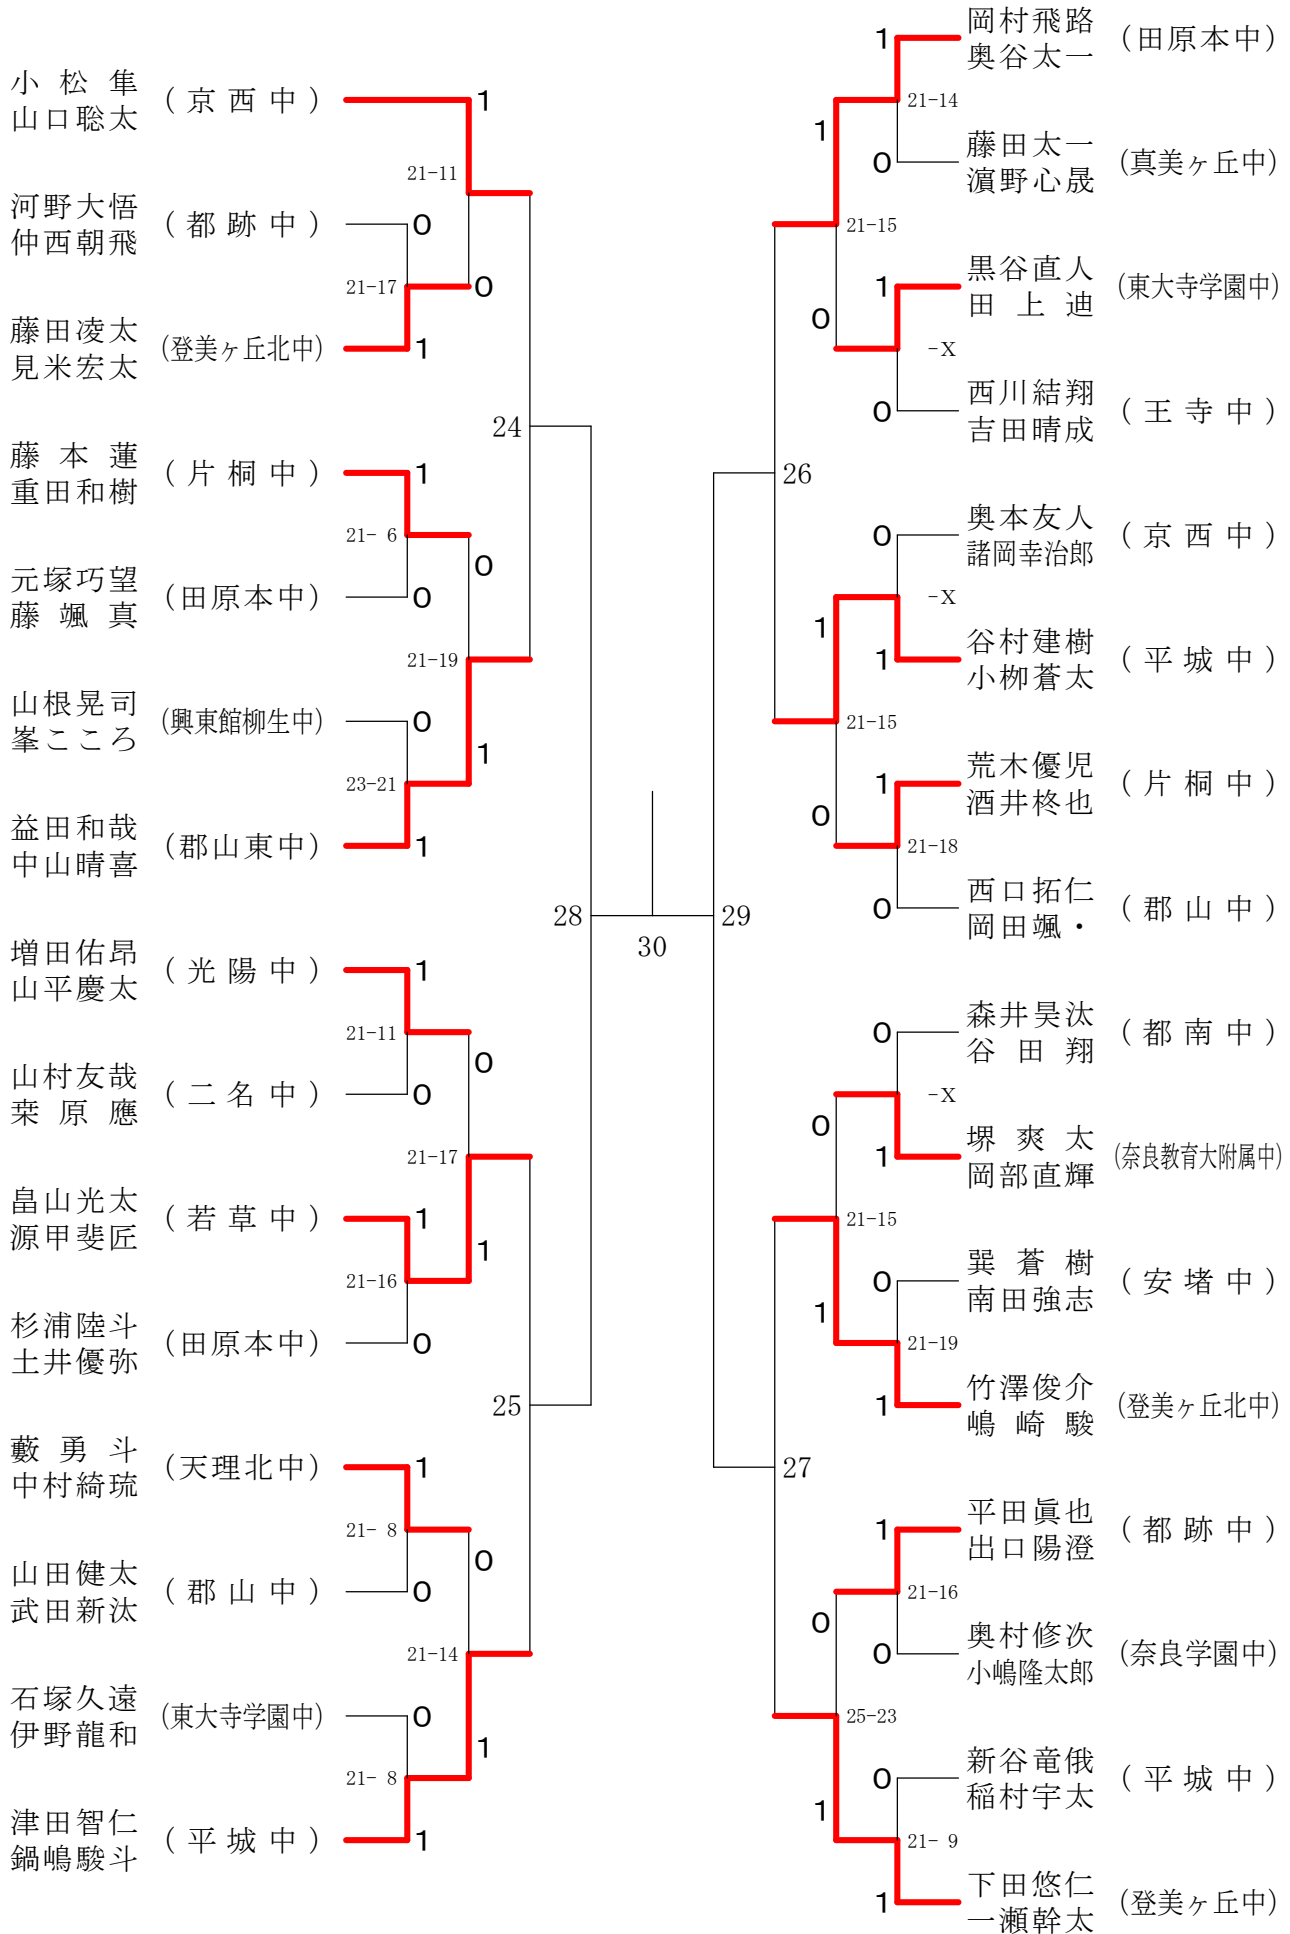 小松隼
山口聡太
(京西中)
1
21-11
河野大悟
仲西朝飛
(都跡中)
0
21-17
0
藤田凌太
見米宏太
(登美ヶ丘北中)
1
24
藤本蓮
重田和樹
(片桐中)
1
21- 6
0
元塚巧望
藤颯真
(田原本中)
0
21-19
山根晃司
峯こころ
(興東館柳生中)
0
23-21
1
益田和哉
中山晴喜
(郡山東中)
1
28
増田佑昂
山平慶太
(光陽中)
1
21-11
0
山村友哉
桒原應
(二名中)
0
21-17
畠山光太
源甲斐匠
(若草中)
1
21-16
1
杉浦陸斗
土井優弥
(田原本中)
0
25
藪勇斗
中村綺琉
(天理北中)
1
21- 8
0
山田健太
武田新汰
(郡山中)
0
21-14
石塚久遠
伊野龍和
(東大寺学園中)
0
21- 8
1
津田智仁
鍋嶋駿斗
(平城中)
1
30
岡村飛路
奥谷太一
(田原本中)
1
21-14
1
藤田太一
濵野心晟
(真美ヶ丘中)
0
21-15
黒谷直人
田上迪
(東大寺学園中)
1
0
-X
西川結翔
吉田晴成
(王寺中)
0
26
奥本友人
諸岡幸治郎
(京西中)
0
-X
1
谷村建樹
小栁蒼太
(平城中)
1
21-15
荒木優児
酒井柊也
(片桐中)
1
0
21-18
西口拓仁
岡田颯・
(郡山中)
0
29
森井昊汰
谷田翔
(都南中)
0
-X
0
堺爽太
岡部直輝
(奈良教育大附属中)
1
21-15
巽蒼樹
南田強志
(安堵中)
0
1
21-19
竹澤俊介
嶋崎駿
(登美ヶ丘北中)
1
27
平田眞也
出口陽澄
(都跡中)
1
21-16
0
奥村修次
小嶋隆太郎
(奈良学園中)
0
25-23
新谷竜俄
稲村宇太
(平城中)
0
1
21- 9
下田悠仁
一瀬幹太
(登美ヶ丘中)
1